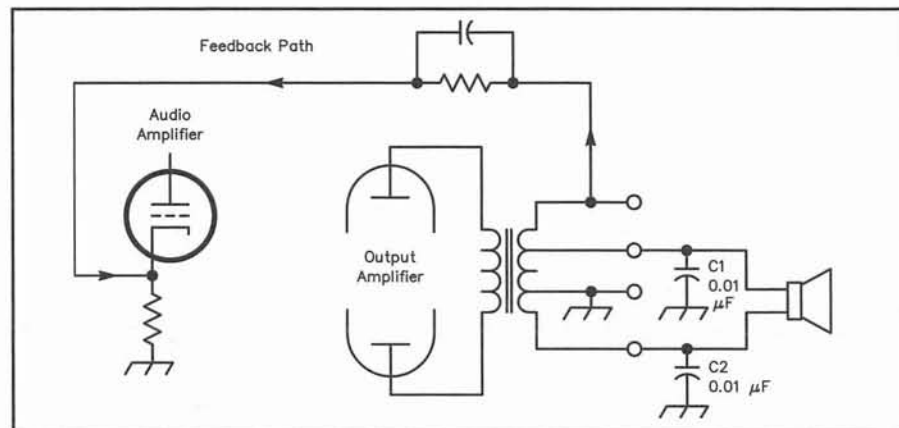 Feedback Path
Audio
Amplifier
Output
Amplifier
C1
0.01
µF
C2
0.01 µF